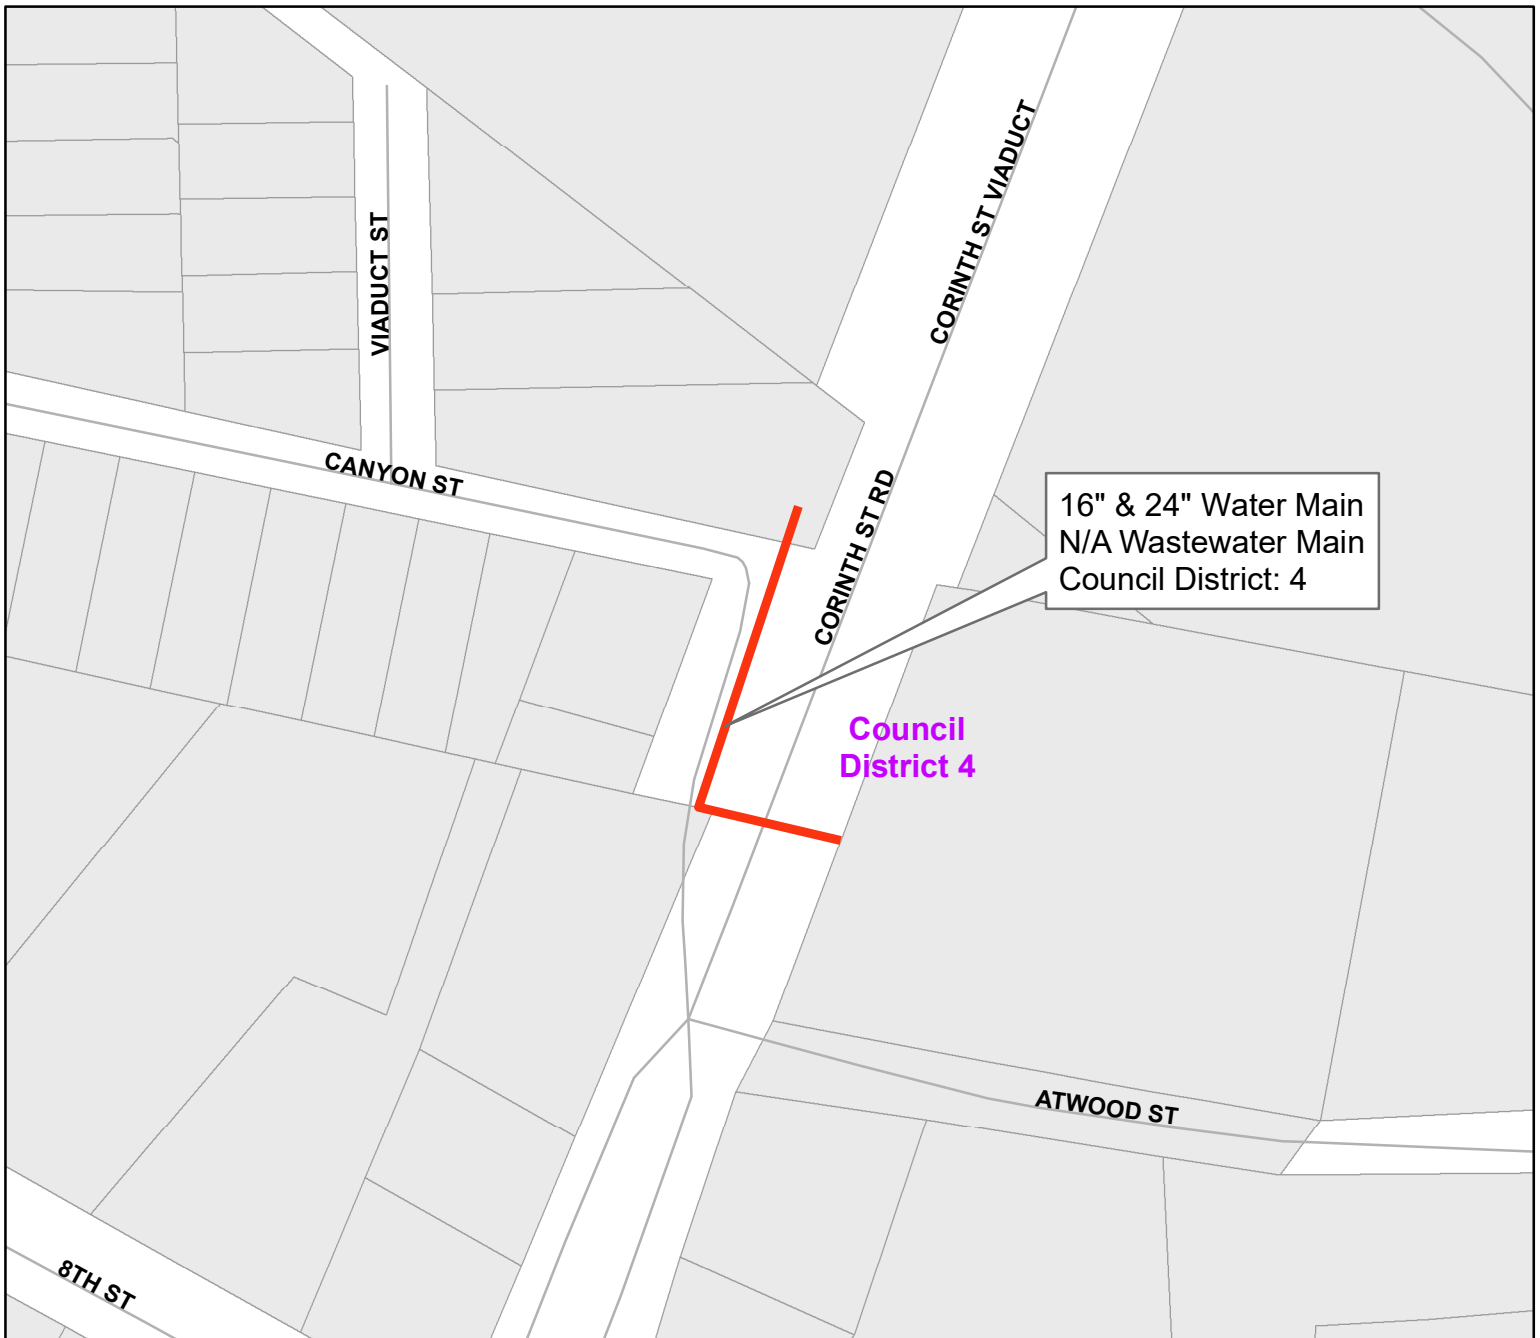 CORINTH ST VIADUCT
VIADUCT ST
CANYON ST
CORINTH ST RD
16" & 24" Water Main
N/A Wastewater Main
Council District: 4
Council
District 4
ATWOOD ST
8TH ST